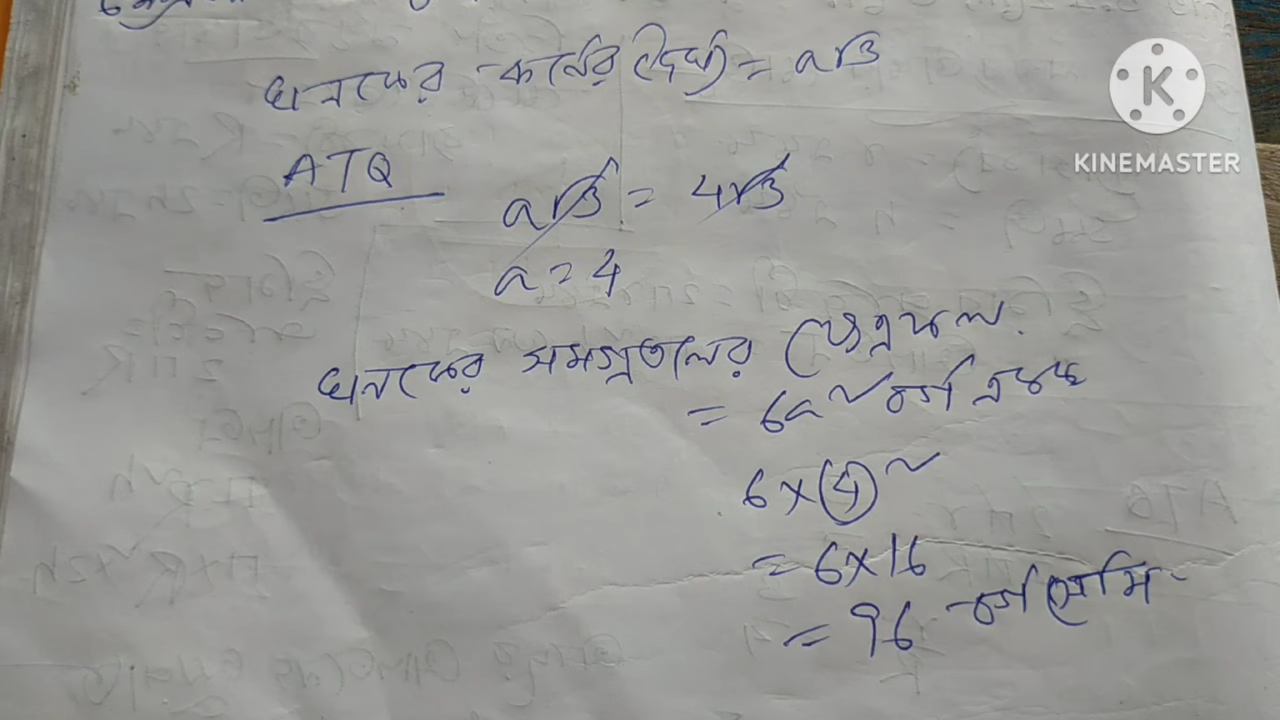 ঘনকের কর্ণের দৈর্ঘ্য = a√3
K
KINEMASTER
ATQ
a√3 = 4√3
a = 4
ঘনকের সমগ্রতলের ক্ষেত্রফল
= 6a² বর্গ একক
6×(4)²
= 6×16
= 96 বর্গ সেমি